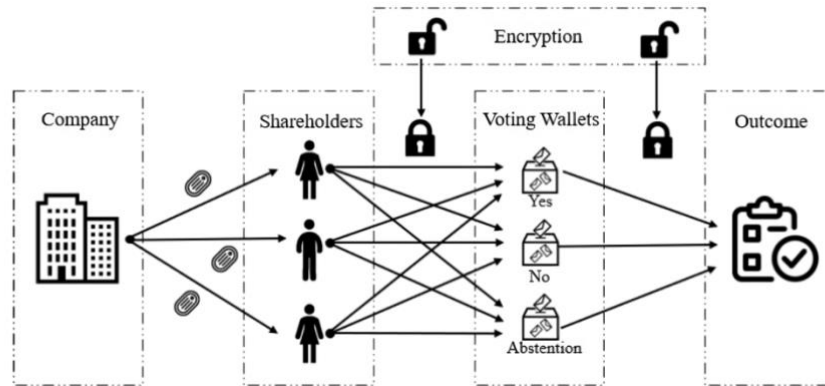 Encryption
Company
Shareholders
Voting Wallets
Outcome
Yes
No
Abstention